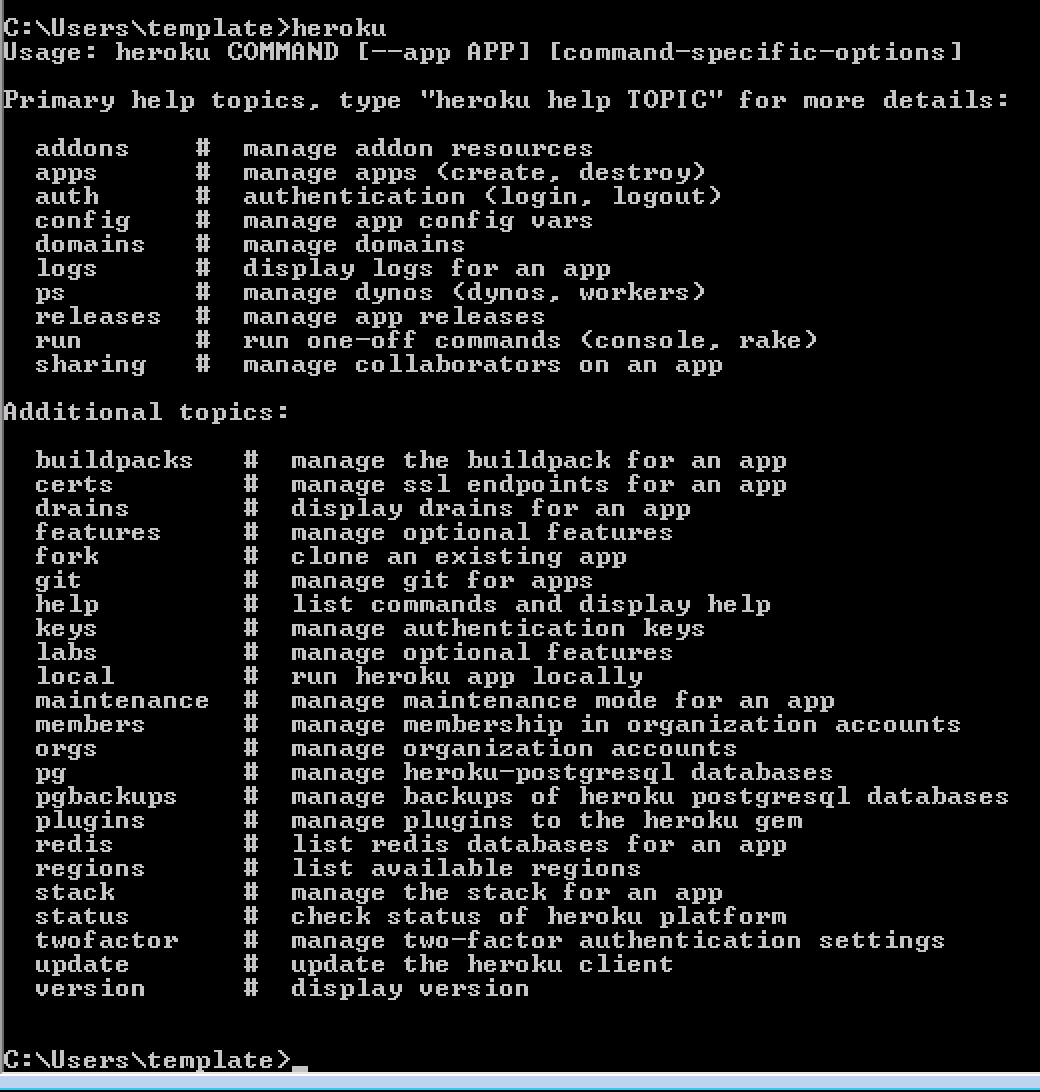 C:\Users\template>heroku
Usage: heroku COMMAND [--app APP] [command-specific-options]
Primary help topics, type "heroku help TOPIC" for more details:
addons # manage addon resources
apps # manage apps (create, destroy)
auth # authentication (login, logout)
config # manage app config vars
domains # manage domains
logs # display logs for an app
ps # manage dynos (dynos, workers)
releases # manage app releases
run # run one-off commands (console, rake)
sharing # manage collaborators on an app
Additional topics:
buildpacks # manage the buildpack for an app
certs # manage ssl endpoints for an app
drains # display drains for an app
features # manage optional features
fork # clone an existing app
git # manage git for apps
help # list commands and display help
keys # manage authentication keys
labs # manage optional features
local # run heroku app locally
maintenance # manage maintenance mode for an app
members # manage membership in organization accounts
orgs # manage organization accounts
pg # manage heroku-postgresql databases
pgbackups # manage backups of heroku postgresql databases
plugins # manage plugins to the heroku gem
redis # list redis databases for an app
regions # list available regions
stack # manage the stack for an app
status # check status of heroku platform
twofactor # manage two-factor authentication settings
update # update the heroku client
version # display version
C:\Users\template>_